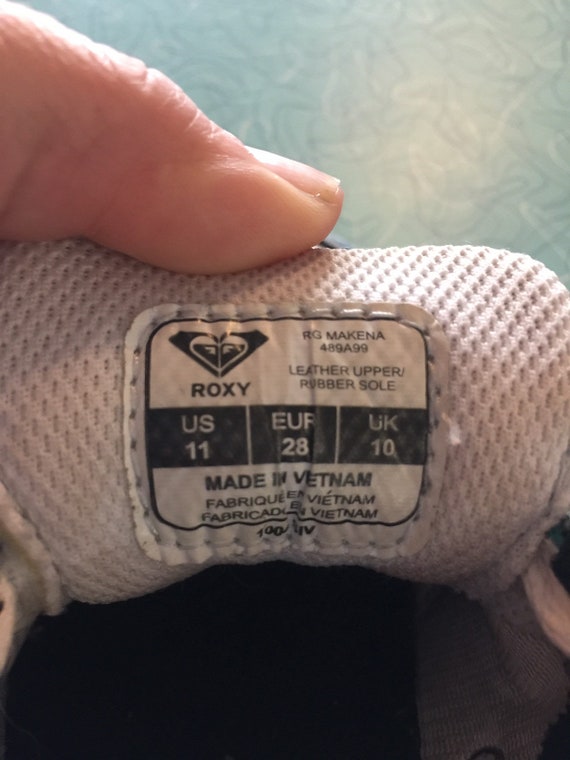 ROXY
RG MAKENA
489A99
LEATHER UPPER/
RUBBER SOLE
US EUR UK
11 28 10
MADE IN VIETNAM
FABRIQUÉ EN VIÉTNAM
FABRICADO EN VIETNAM